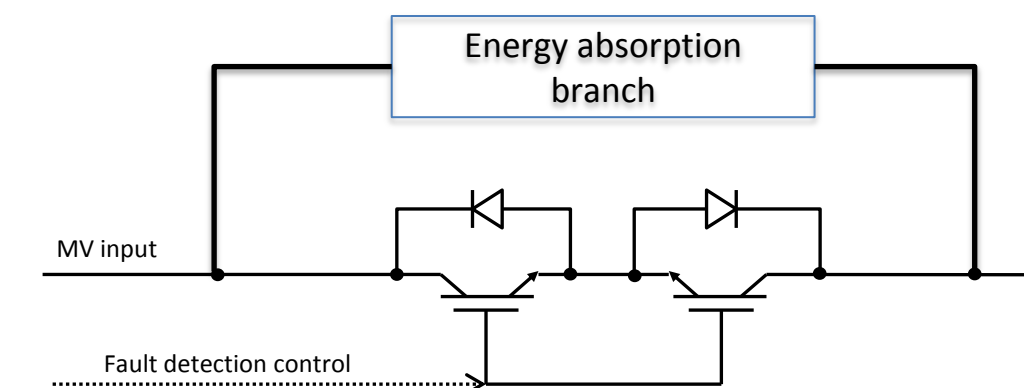 Energy absorption
branch
MV input
Fault detection control